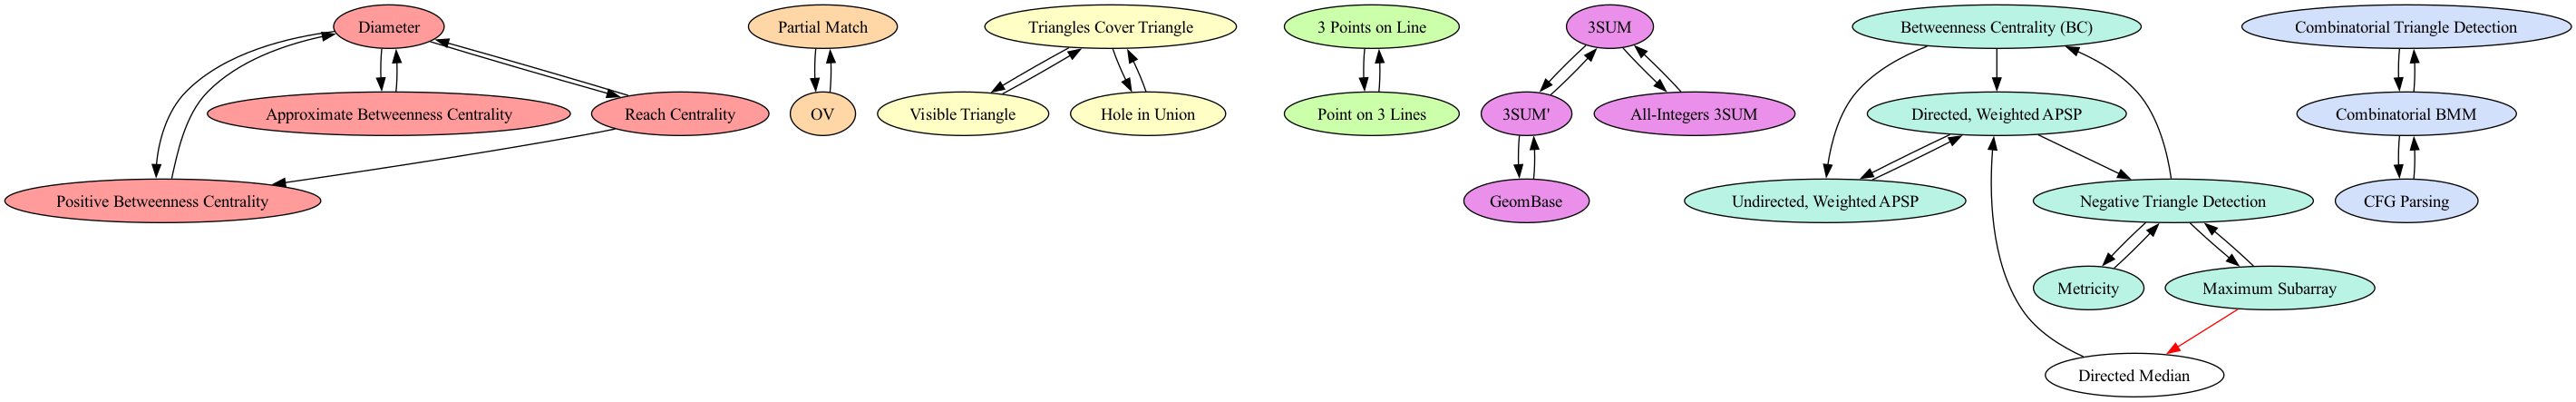 Diameter
Partial Match
Triangles Cover Triangle
3 Points on Line
3SUM
Betweenness Centrality (BC)
Combinatorial Triangle Detection
Approximate Betweenness Centrality
Reach Centrality
OV
Visible Triangle
Hole in Union
Point on 3 Lines
3SUM'
All-Integers 3SUM
Directed, Weighted APSP
Combinatorial BMM
Positive Betweenness Centrality
GeomBase
Undirected, Weighted APSP
Negative Triangle Detection
CFG Parsing
Metricity
Maximum Subarray
Directed Median